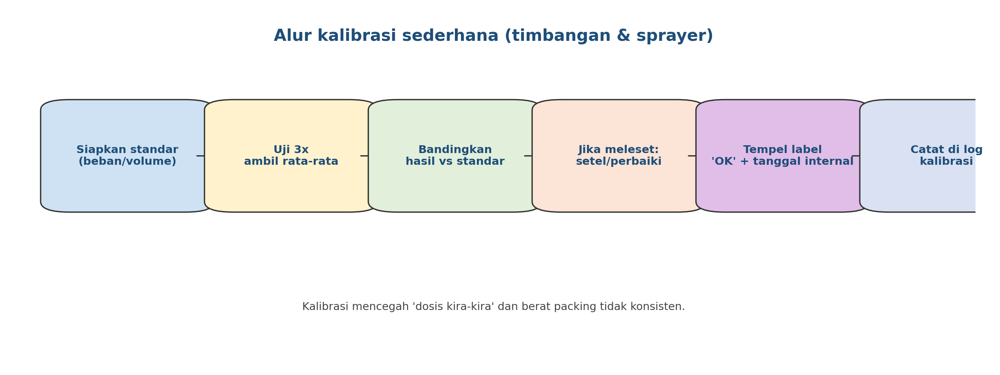 Alur kalibrasi sederhana (timbangan & sprayer)
Siapkan standar
(beban/volume)
Uji 3x
ambil rata-rata
Bandingkan
hasil vs standar
Jika meleset:
setel/perbaiki
Tempel label
'OK' + tanggal internal
Catat di log
kalibrasi
Kalibrasi mencegah 'dosis kira-kira' dan berat packing tidak konsisten.